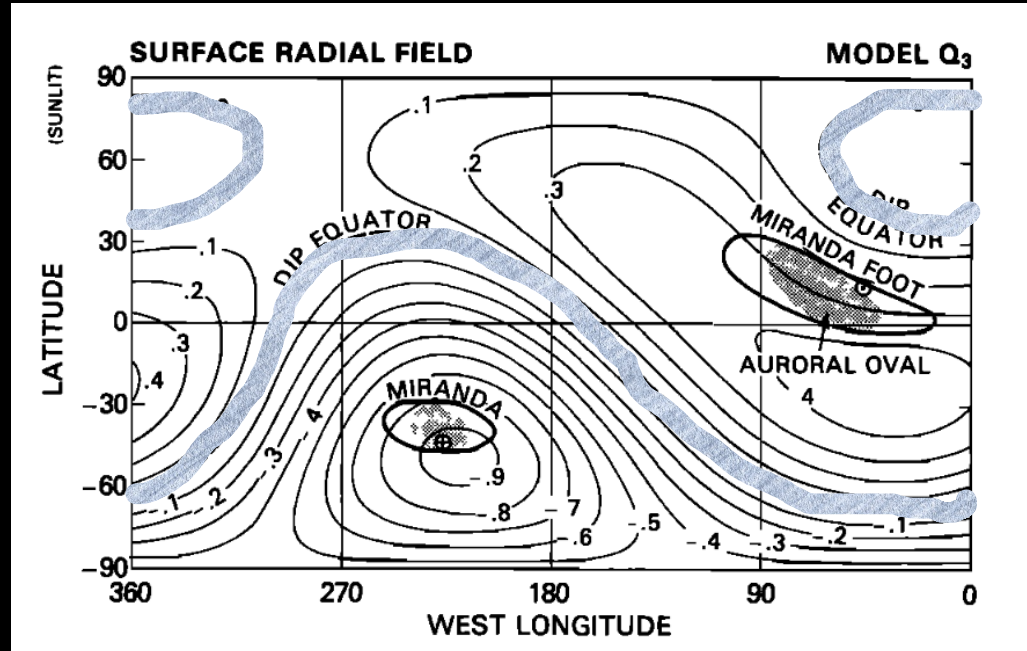 SURFACE RADIAL FIELD MODEL Q3
(SUNLIT)
90
60
30
0
-30
-60
-90
LATITUDE
.1
.2
.3
DIP EQUATOR
DIP
EQUATOR
MIRANDA FOOT
.1
.2
.3
.4
AURORAL OVAL
4
MIRANDA
.4
.3
-.2
-.1
-.9
-.8
-.7
-.6
-.5
-.4
-.3
-.2
-.1
360 270 180 90 0
WEST LONGITUDE